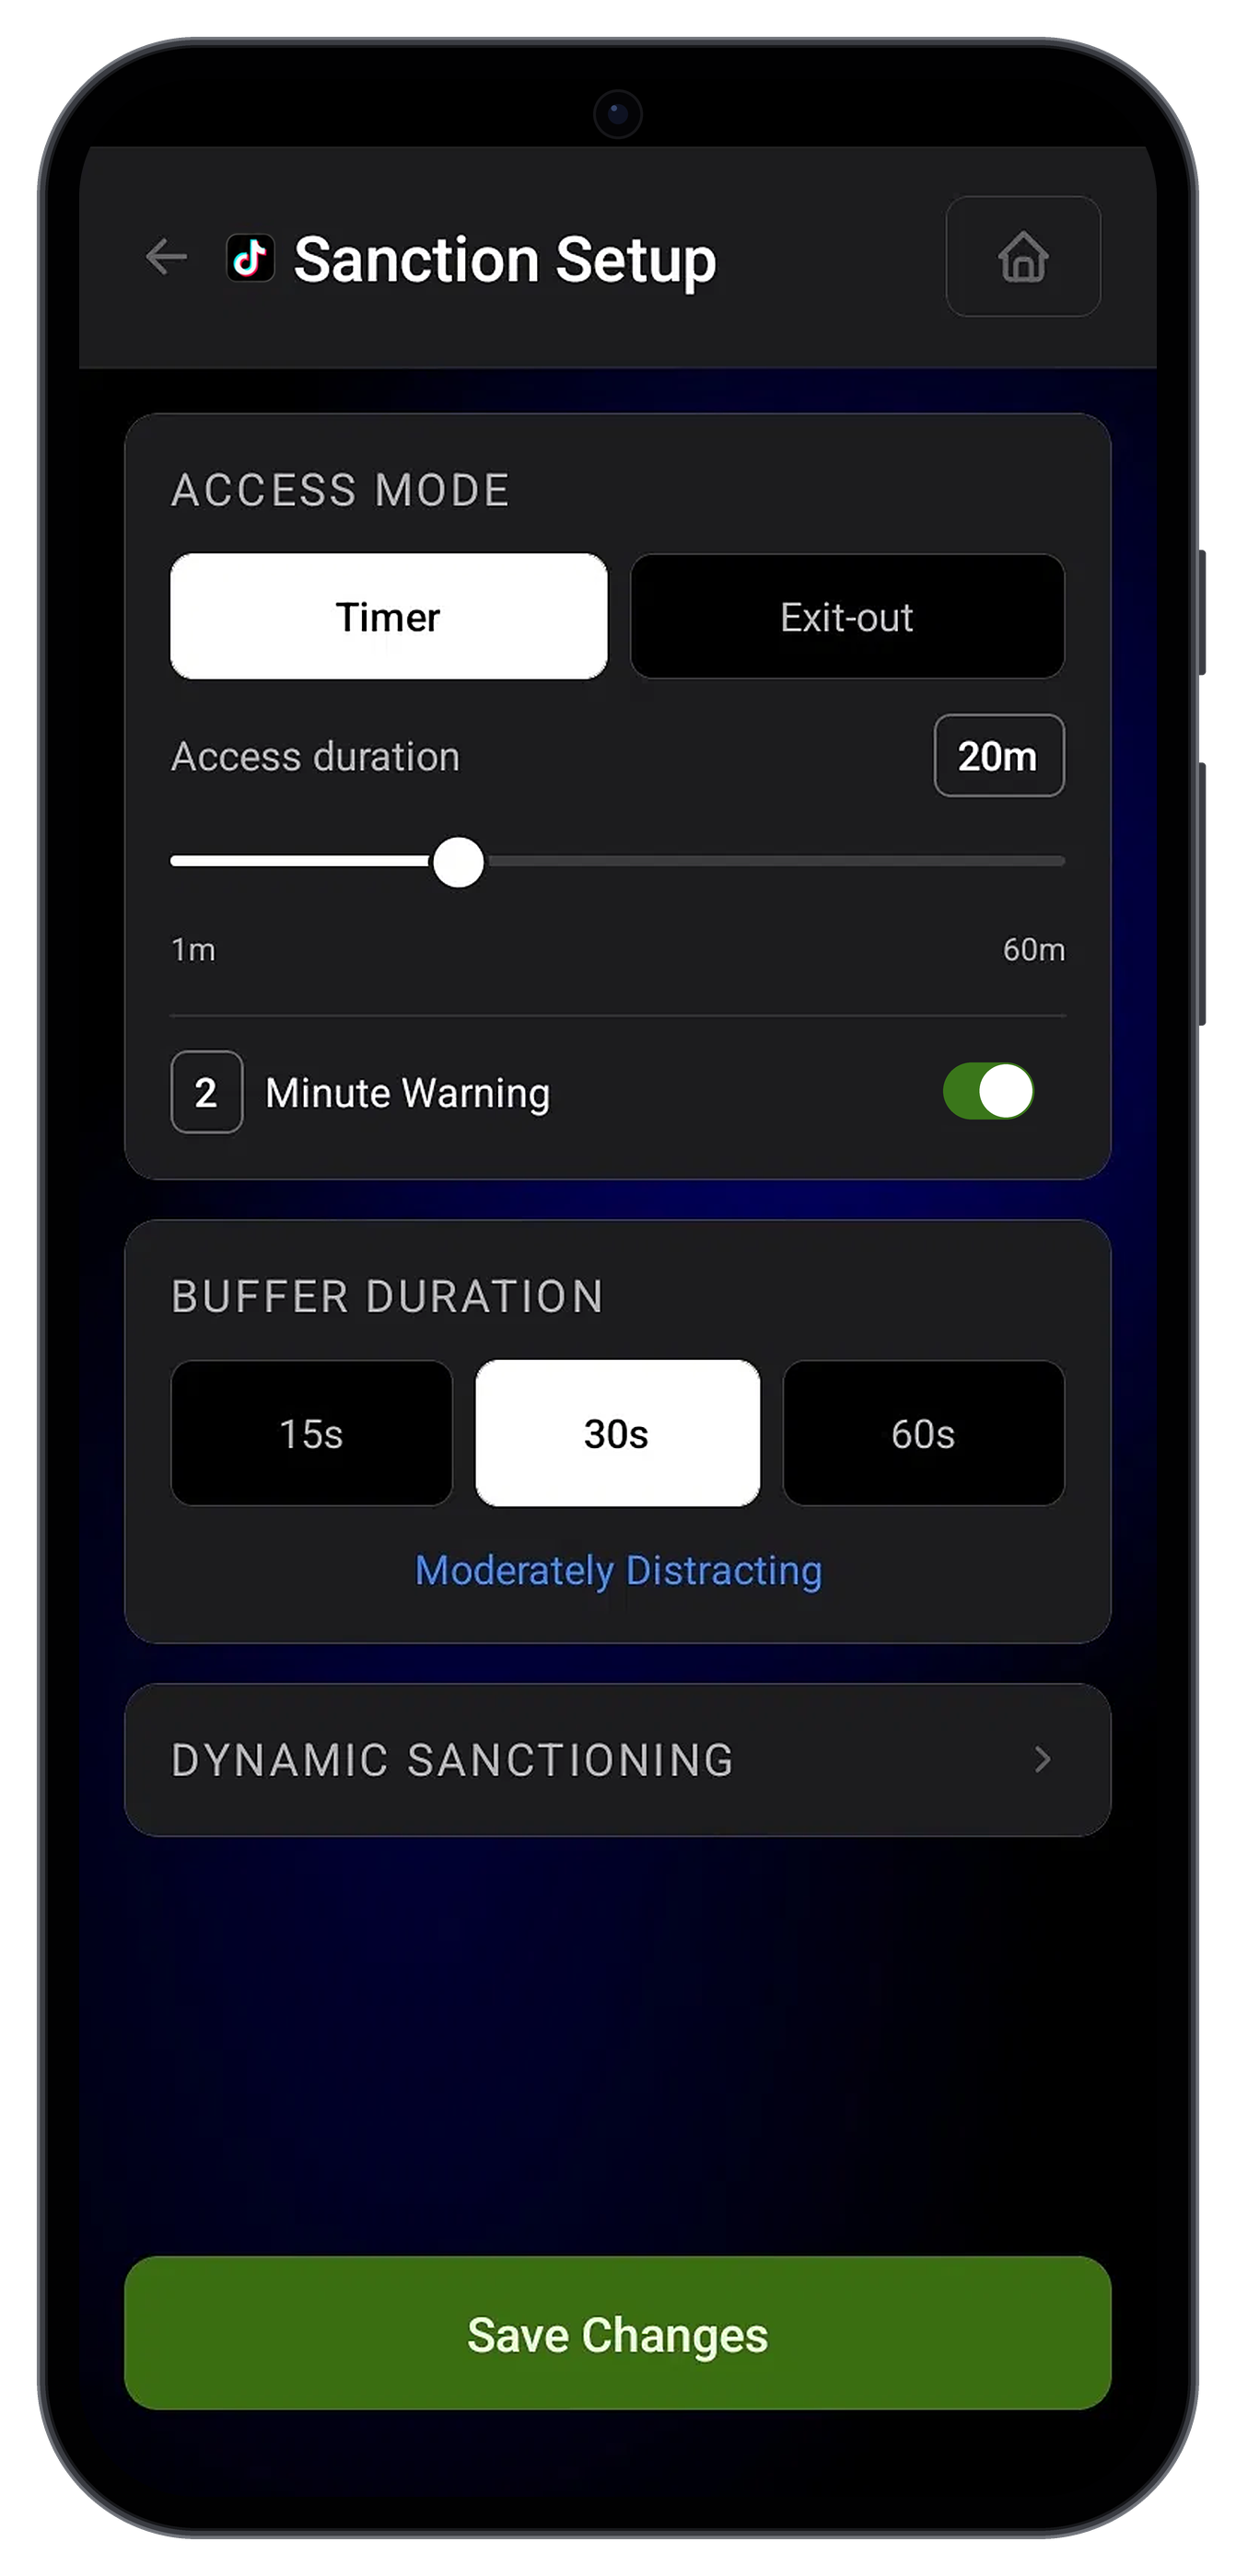 Sanction Setup
ACCESS MODE
Timer
Exit-out
Access duration
20m
1m
60m
2 Minute Warning
BUFFER DURATION
15s
30s
60s
Moderately Distracting
DYNAMIC SANCTIONING
Save Changes